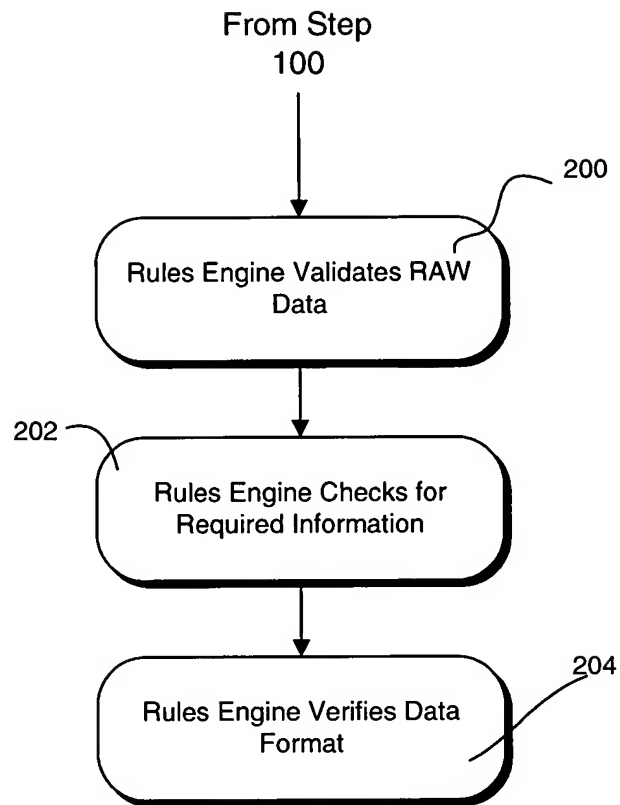 From Step
100
200
Rules Engine Validates RAW
Data
202
Rules Engine Checks for
Required Information
204
Rules Engine Verifies Data
Format